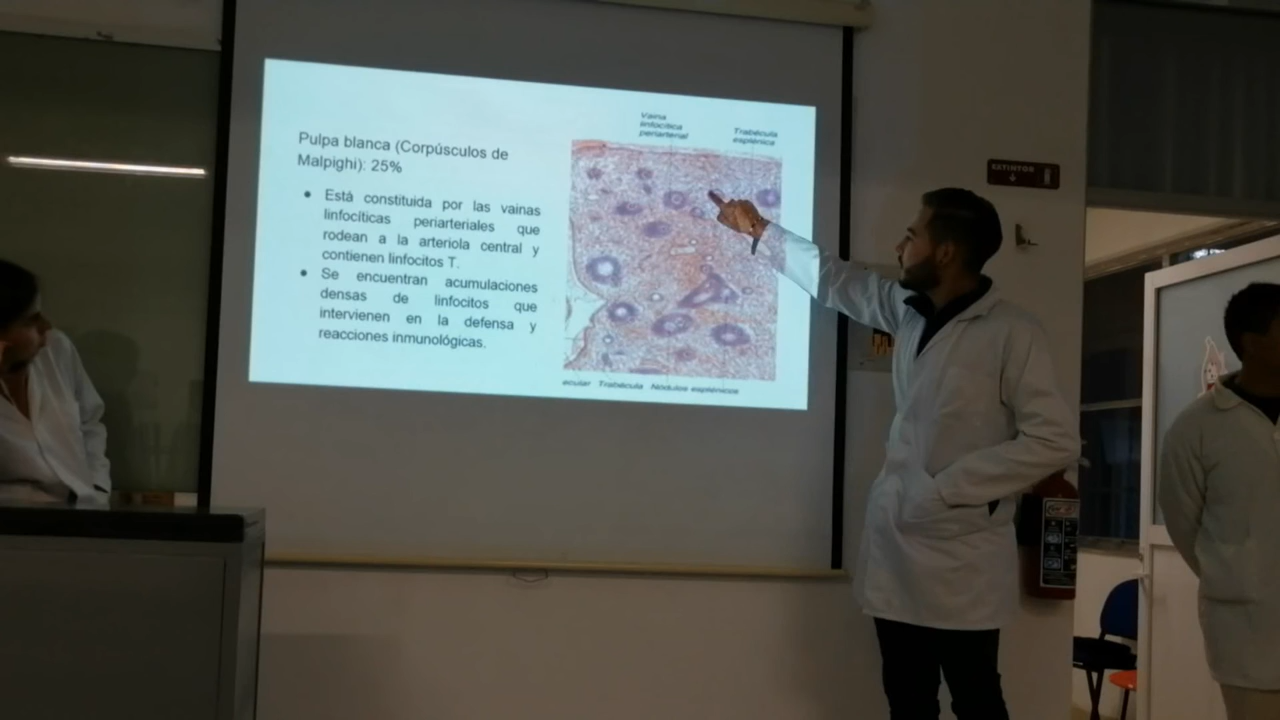 Pulpa blanca (Corpúsculos de
Malpighi): 25%
● Está constituida por las vainas
linfocíticas periarteriales que
rodean a la arteriola central y
contienen linfocitos T.
● Se encuentran acumulaciones
densas de linfocitos que
intervienen en la defensa y
reacciones inmunológicas.
Vaina
linfocítica
periarterial
Trabécula
esplénica
acular Trabécula Nódulos esplénicos
EXTINTOR